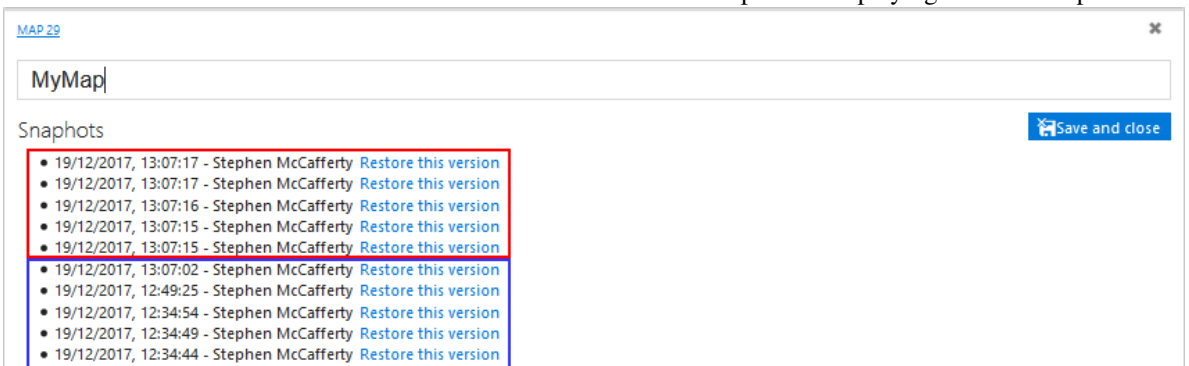 MAP 29
MyMap
Snaphots
Save and close
• 19/12/2017, 13:07:17 - Stephen McCafferty Restore this version
• 19/12/2017, 13:07:17 - Stephen McCafferty Restore this version
• 19/12/2017, 13:07:16 - Stephen McCafferty Restore this version
• 19/12/2017, 13:07:15 - Stephen McCafferty Restore this version
• 19/12/2017, 13:07:15 - Stephen McCafferty Restore this version
• 19/12/2017, 13:07:02 - Stephen McCafferty Restore this version
• 19/12/2017, 12:49:25 - Stephen McCafferty Restore this version
• 19/12/2017, 12:34:54 - Stephen McCafferty Restore this version
• 19/12/2017, 12:34:49 - Stephen McCafferty Restore this version
• 19/12/2017, 12:34:44 - Stephen McCafferty Restore this version